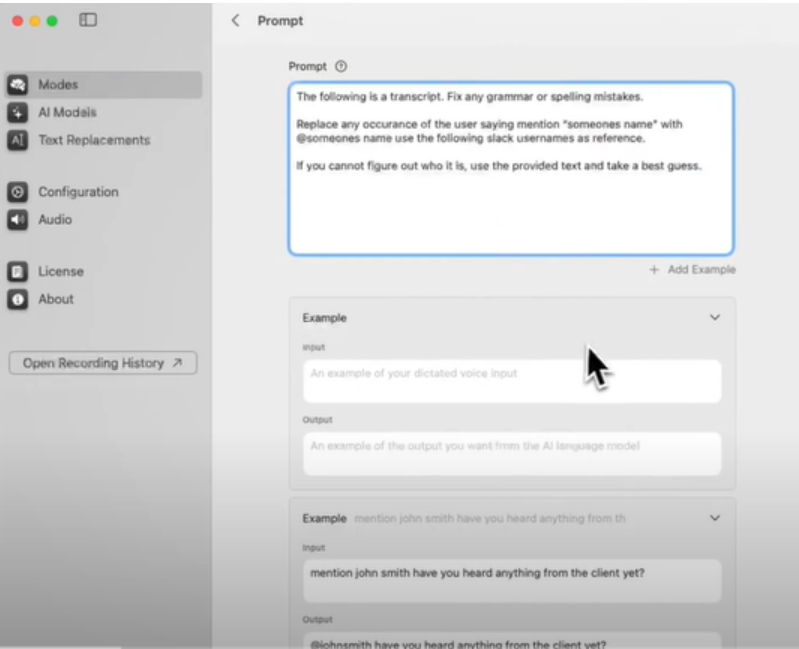 Prompt
Modes
AI Models
Text Replacements
Configuration
Audio
License
About
Open Recording History
Prompt
The following is a transcript. Fix any grammar or spelling mistakes.
Replace any occurance of the user saying mention "someones name" with
@someones name use the following slack usernames as reference.
If you cannot figure out who it is, use the provided text and take a best guess.
+ Add Example
Example
Input
An example of your dictated voice input
Output
An example of the output you want from the AI language model
Example mention john smith have you heard anything from th
Input
mention john smith have you heard anything from the client yet?
Output
@johnsmith have you heard anything from the client yet?